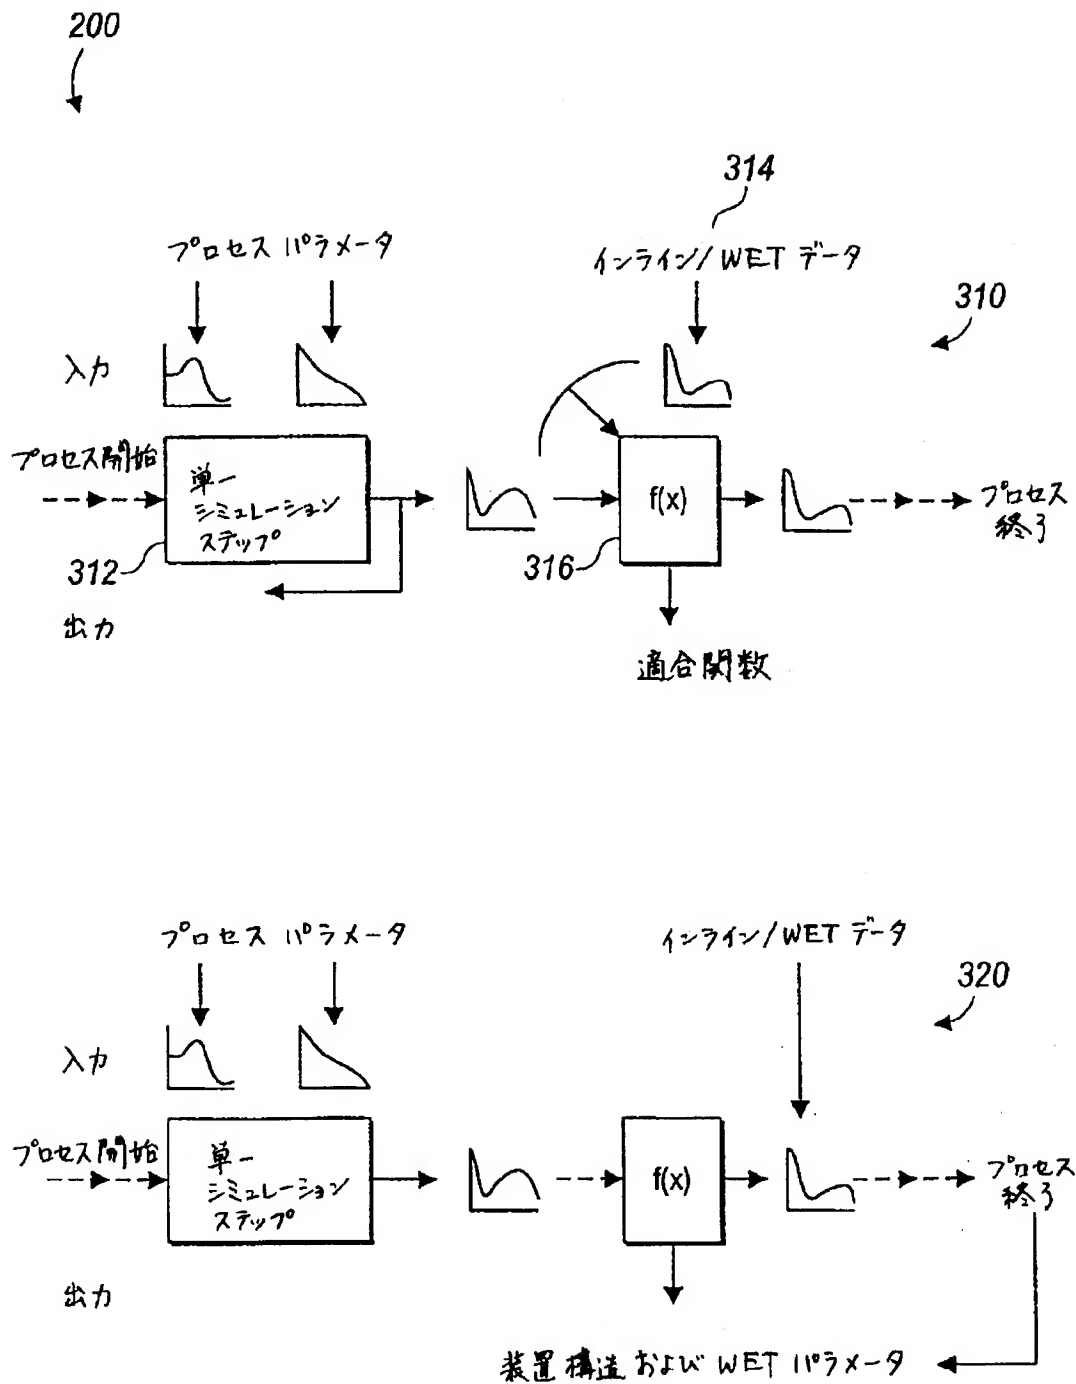 200
314
プロセス パラメータ
インライン/WET データ
310
入力
プロセス開始
単一
シミュレーション
ステップ
f(x)
プロセス
終了
312
316
出力
適合関数
プロセス パラメータ
インライン/WET データ
320
入力
プロセス開始
単一
シミュレーション
ステップ
f(x)
プロセス
終了
出力
装置構造および WET パラメータ